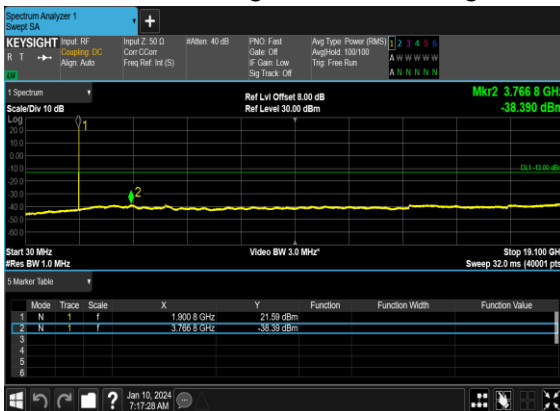 Spectrum Analyzer 1
Swept SA
KEYSIGHT Input: RF Input Z: 50 Ω #Atten: 40 dB PNO: Fast Avg Type: Power (RMS) 1 2 3 4 5 6
R T Coupling: DC Corr CCorr Gate: Off Avg|Hold: 100/100 A W W W W W
Align: Auto Freq Ref: Int (S) IF Gain: Low Trig: Free Run
Sig Track: Off A N N N N N
1 Spectrum Ref Lvl Offset 8.00 dB Mkr2 3.766 8 GHz
Scale/Div 10 dB Ref Level 30.00 dBm -38.390 dBm
Log
20.0
1
10.0
0.00
-10.0
DL1 -13.00 dBm
-20.0
-30.0
2
-40.0
-50.0
-60.0
Start 30 MHz Video BW 3.0 MHz* Stop 19.100 GH
#Res BW 1.0 MHz Sweep 32.0 ms (40001 pts
5 Marker Table
Mode Trace Scale X Y Function Function Width Function Value
1 N 1 f 1.900 8 GHz 21.59 dBm
2 N 1 f 3.766 8 GHz -38.39 dBm
3
4
5
6
? Jan 10, 2024
7:17:28 AM